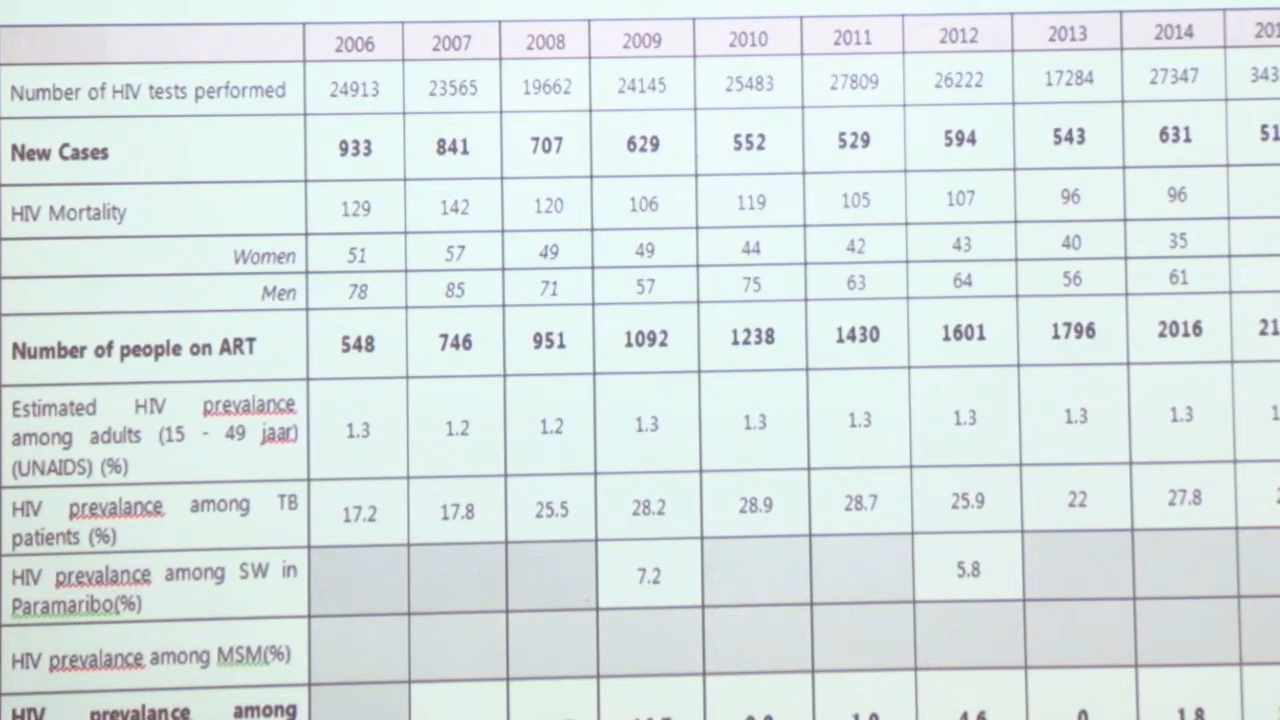 2006 2007 2008 2009 2010 2011 2012 2013 2014
Number of HIV tests performed 24913 23565 19662 24145 25483 27809 26222 17284 27347
New Cases 933 841 707 629 552 529 594 543 631
HIV Mortality 129 142 120 106 119 105 107 96 96
Women 51 57 49 49 44 42 43 40 35
Men 78 85 71 57 75 63 64 56 61
Number of people on ART 548 746 951 1092 1238 1430 1601 1796 2016
Estimated HIV prevalance
among adults (15 - 49 jaar) 1.3 1.2 1.2 1.3 1.3 1.3 1.3 1.3 1.3
(UNAIDS) (%)
HIV prevalance among TB 17.2 17.8 25.5 28.2 28.9 28.7 25.9 22 27.8
patients (%)
HIV prevalance among SW in 7.2 5.8
Paramaribo(%)
HIV prevalance among MSM(%)
HIV prevalance among